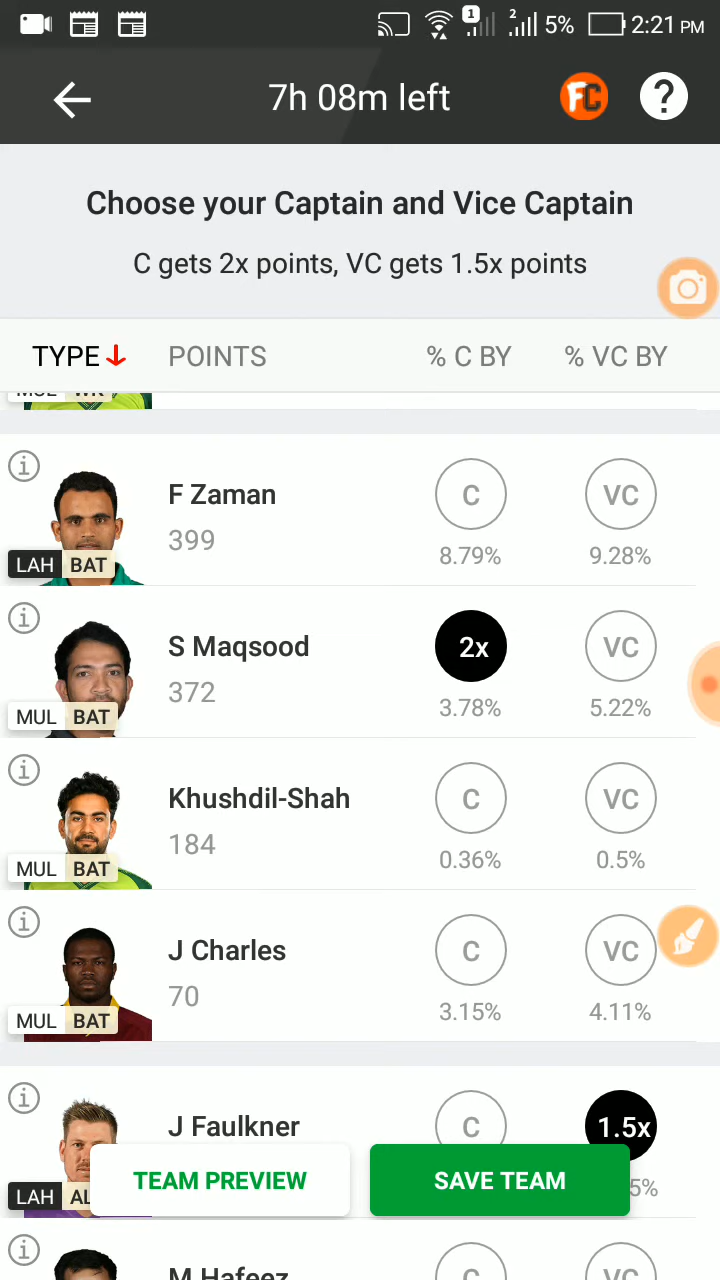 1 2 5% 2:21 PM
7h 08m left FC ?
Choose your Captain and Vice Captain
C gets 2x points, VC gets 1.5x points
TYPE POINTS % C BY % VC BY
F Zaman C VC
399 8.79% 9.28%
LAH BAT
S Maqsood 2x VC
372 3.78% 5.22%
MUL BAT
Khushdil-Shah C VC
184 0.36% 0.5%
MUL BAT
J Charles C VC
70 3.15% 4.11%
MUL BAT
J Faulkner C 1.5x
LAH
TEAM PREVIEW SAVE TEAM
M Hafeez C VC